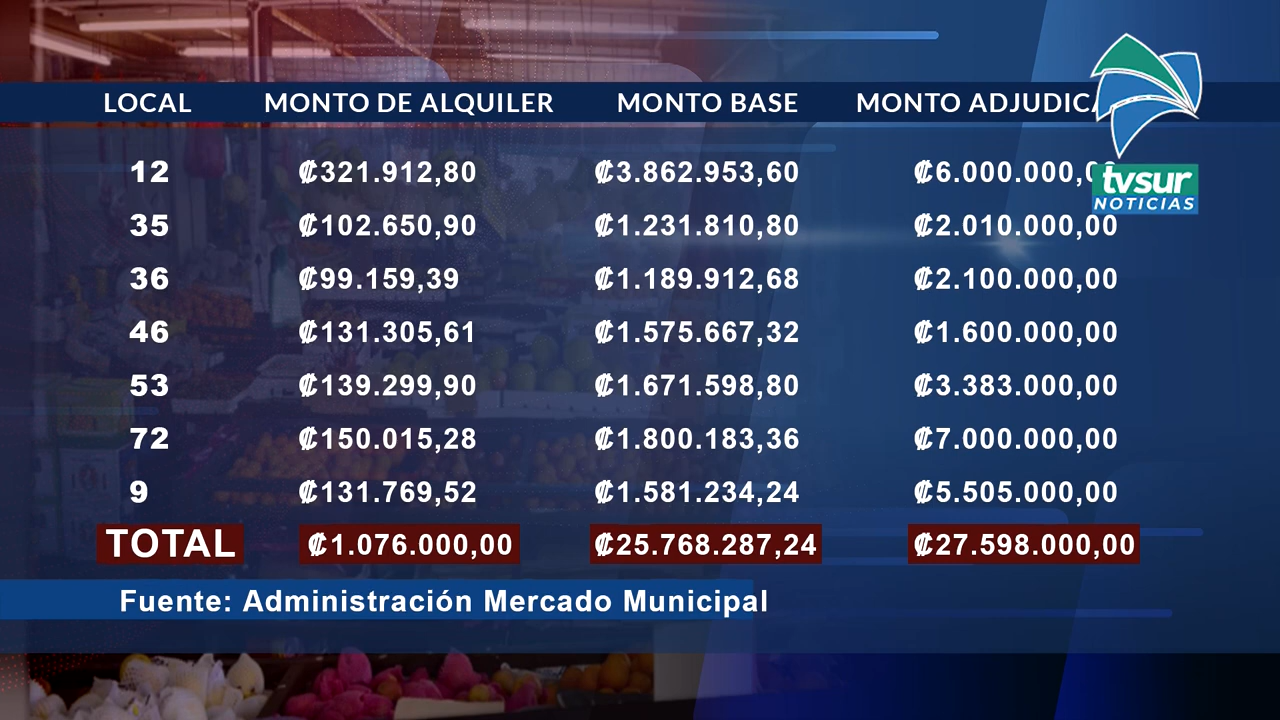 LOCAL MONTO DE ALQUILER MONTO BASE MONTO
12 ₡321.912,80 ₡3.862.953,60
35 ₡102.650,90 ₡1.231.810,80 ₡2.010.000,00
36 ₡99.159,39 ₡1.189.912,68 ₡2.100.000,00
46 ₡131.305,61 ₡1.575.667,32 ₡1.600.000,00
53 ₡139.299,90 ₡1.671.598,80 ₡3.383.000,00
72 ₡150.015,28 ₡1.800.183,36 ₡7.000.000,00
9 ₡131.769,52 ₡1.581.234,24 ₡5.505.000,00
TOTAL ₡1.076.000,00 ₡25.768.287,24 ₡27.598.000,00
Fuente: Administración Mercado Municipal
tvsur
NOTICIAS